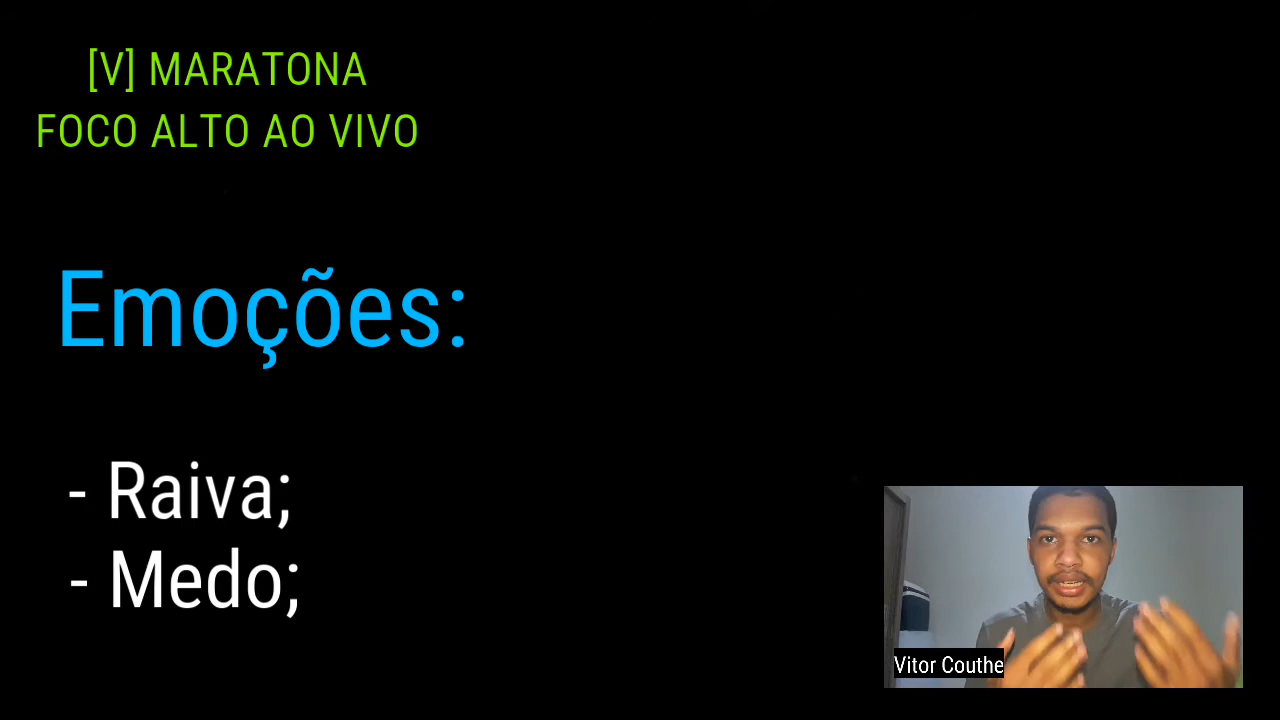 [V] MARATONA
FOCO ALTO AO VIVO
Emoções:
- Raiva;
- Medo;
Vitor Couthe